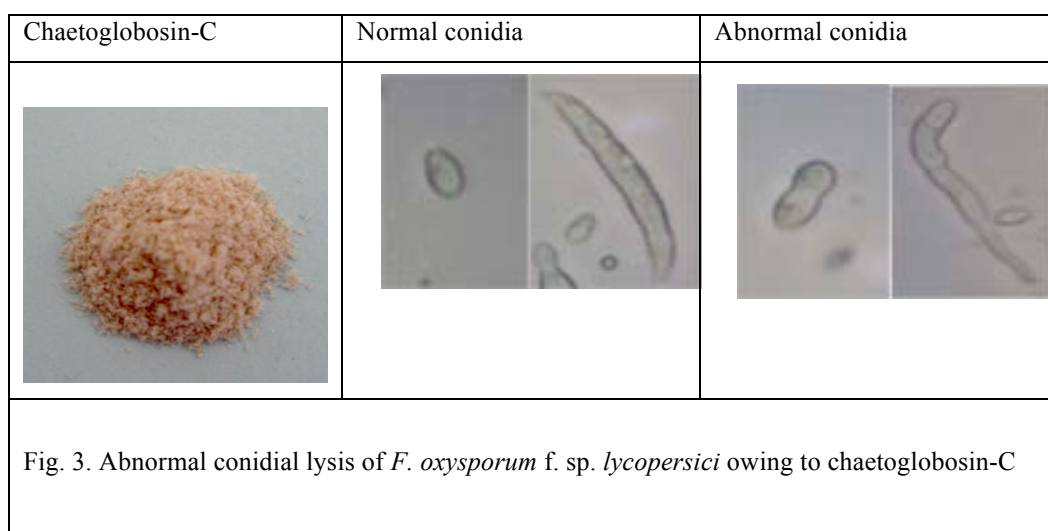 Chaetoglobosin-C Normal conidia Abnormal conidia
Fig. 3. Abnormal conidial lysis of F. oxysporum f. sp. lycopersici owing to chaetoglobosin-C